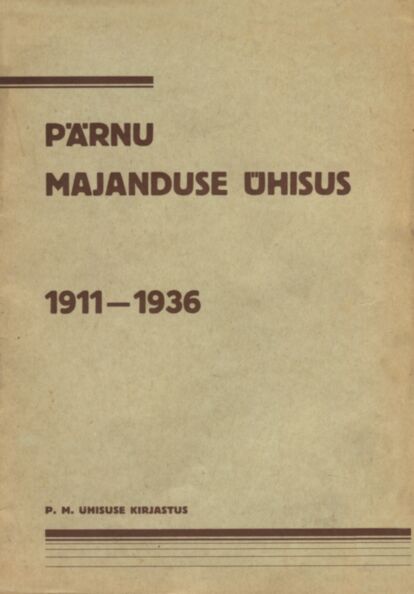 PÄRNU
MAJANDUSE ÜHISUS
1911—1936
P. M. ÜHISUSE KIRJASTUS